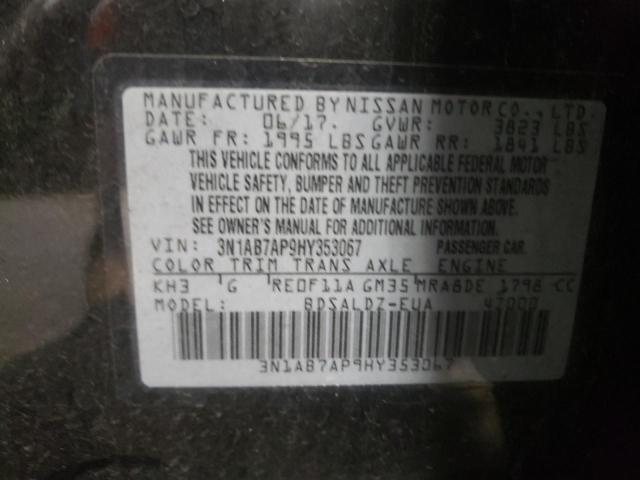 MANUFACTURED BY NISSAN MOTOR CO., LTD.
DATE: 06/17. GVWR: 3823 LBS
GAWR FR: 1995 LBS GAWR RR: 1841 LBS
THIS VEHICLE CONFORMS TO ALL APPLICABLE FEDERAL MOTOR
VEHICLE SAFETY, BUMPER AND THEFT PREVENTION STANDARDS
IN EFFECT ON THE DATE OF MANUFACTURE SHOWN ABOVE.
SEE OWNER'S MANUAL FOR ADDITIONAL INFORMATION.
VIN: 3N1AB7AP9HY353067 PASSENGER CAR.
COLOR TRIM TRANS AXLE ENGINE
KH3 G RE0F11A GM35 MRA8DE 1798 CC
MODEL: BDSALDZ-EUA 47000
3N1AB7AP9HY353067